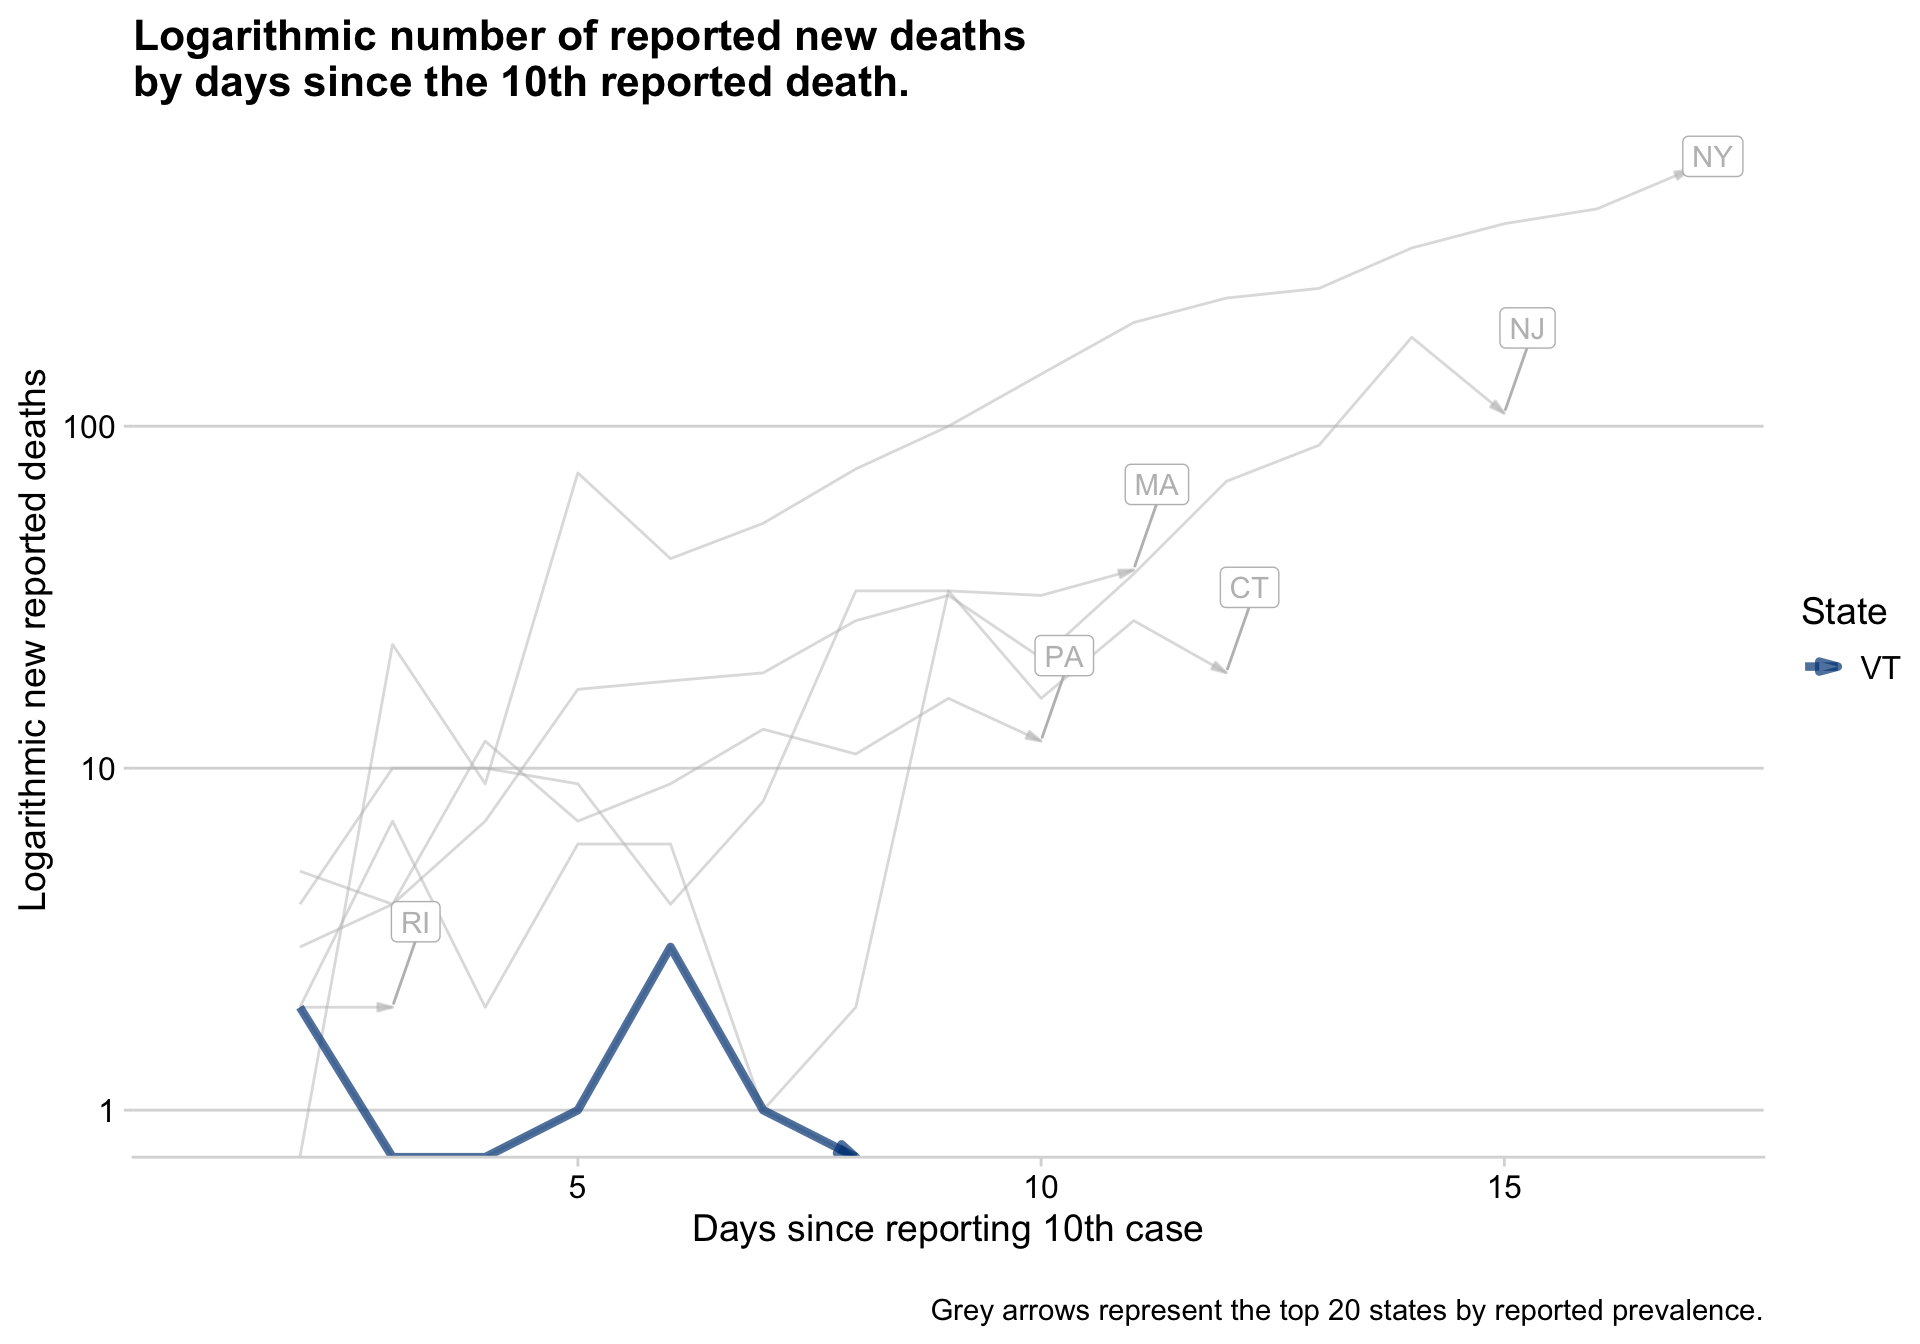 Logarithmic number of reported new deaths
by days since the 10th reported death.
NY
NJ
100
MA
CT
PA
10
RI
1
Logarithmic new reported deaths
State
VT
5 10 15
Days since reporting 10th case
Grey arrows represent the top 20 states by reported prevalence.